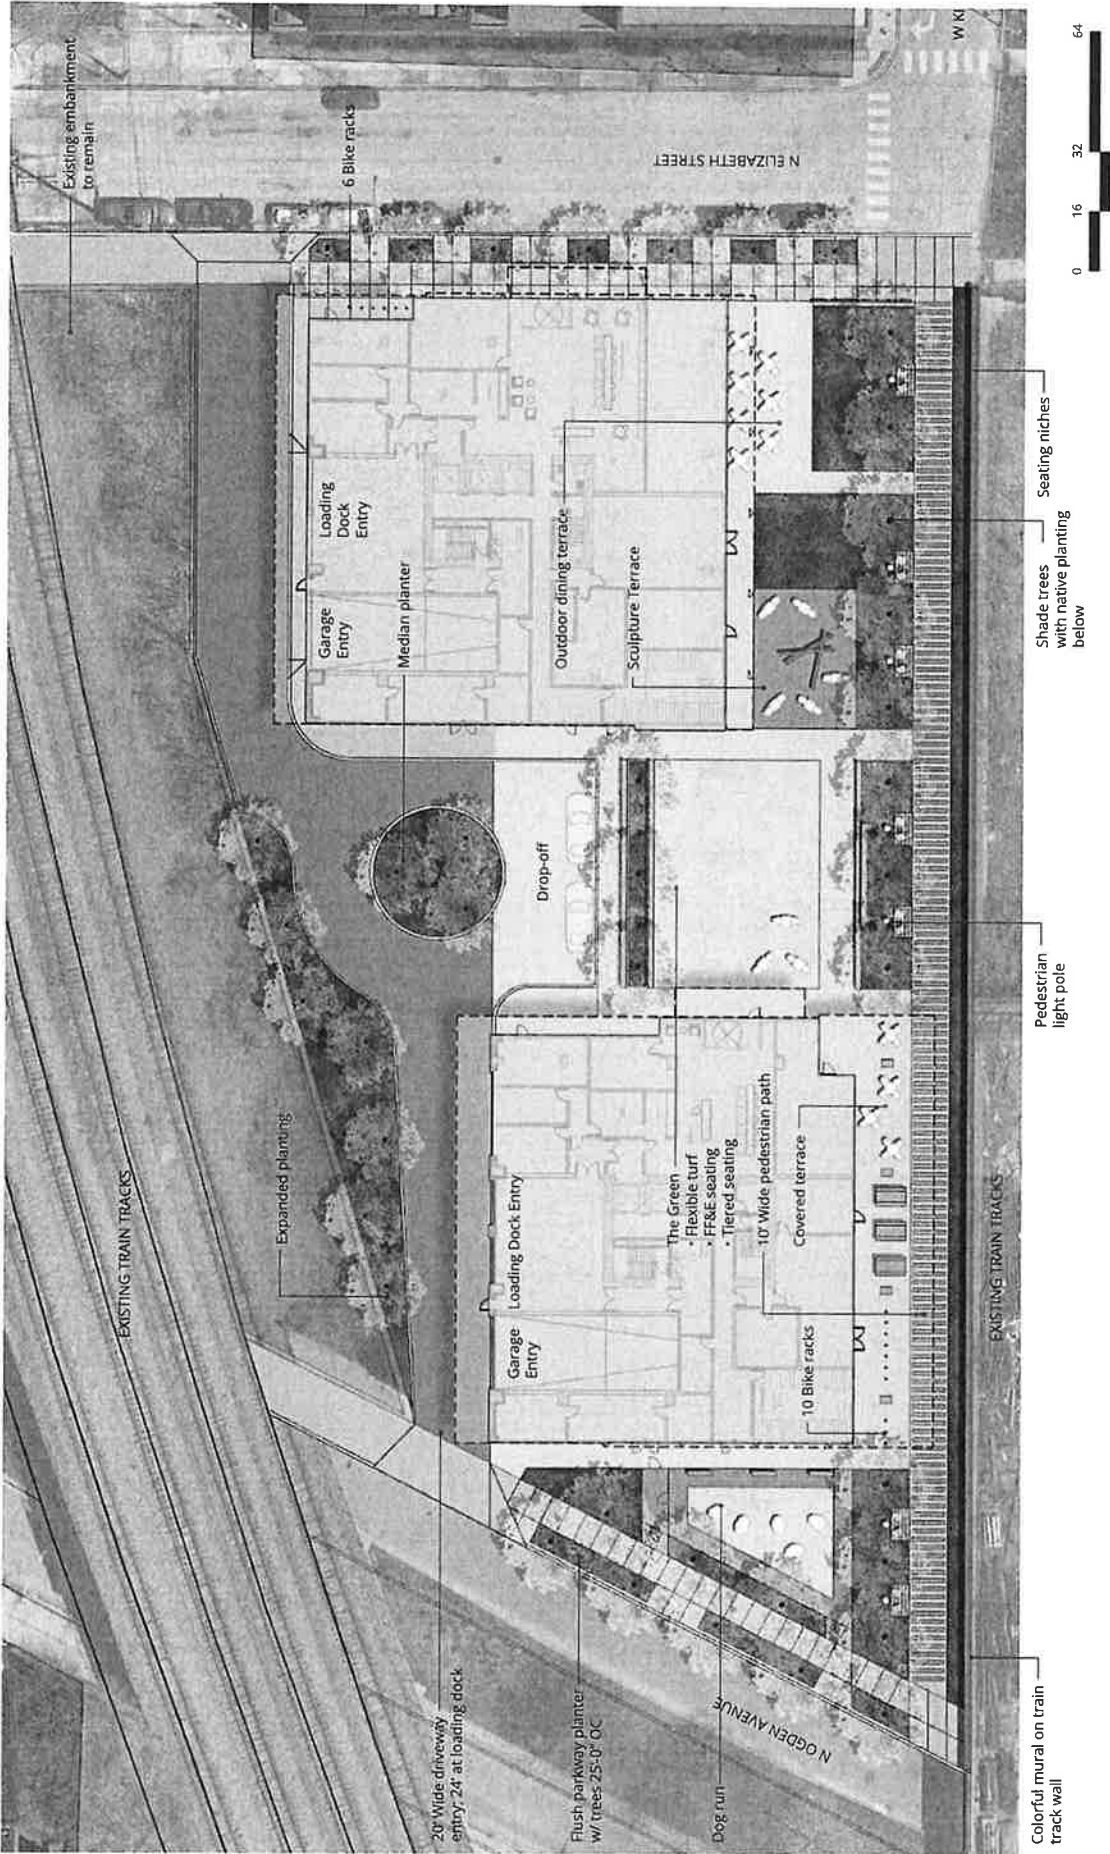 Existing embankment
to remain
6 Bike racks
N ELIZABETH STREET
W KI
EXISTING TRAIN TRACKS
Expanded planting
Median planter
Garage
Entry
Loading
Dock
Entry
Outdoor dining terrace
Sculpture Terrace
Drop-off
20' Wide driveway
entry; 24' at loading dock
Flush parkway planter
w/ trees 25-0" OC
Dog run
N OGDEN AVENUE
Garage
Entry
Loading Dock Entry
The Green
• Flexible turf
• FF&E seating
• Tiered seating
10' Wide pedestrian path
Covered terrace
10 Bike racks
EXISTING TRAIN TRACKS
Colorful mural on train
track wall
Pedestrian
light pole
Shade trees
with native planting
below
Seating niches
0
16
32
64